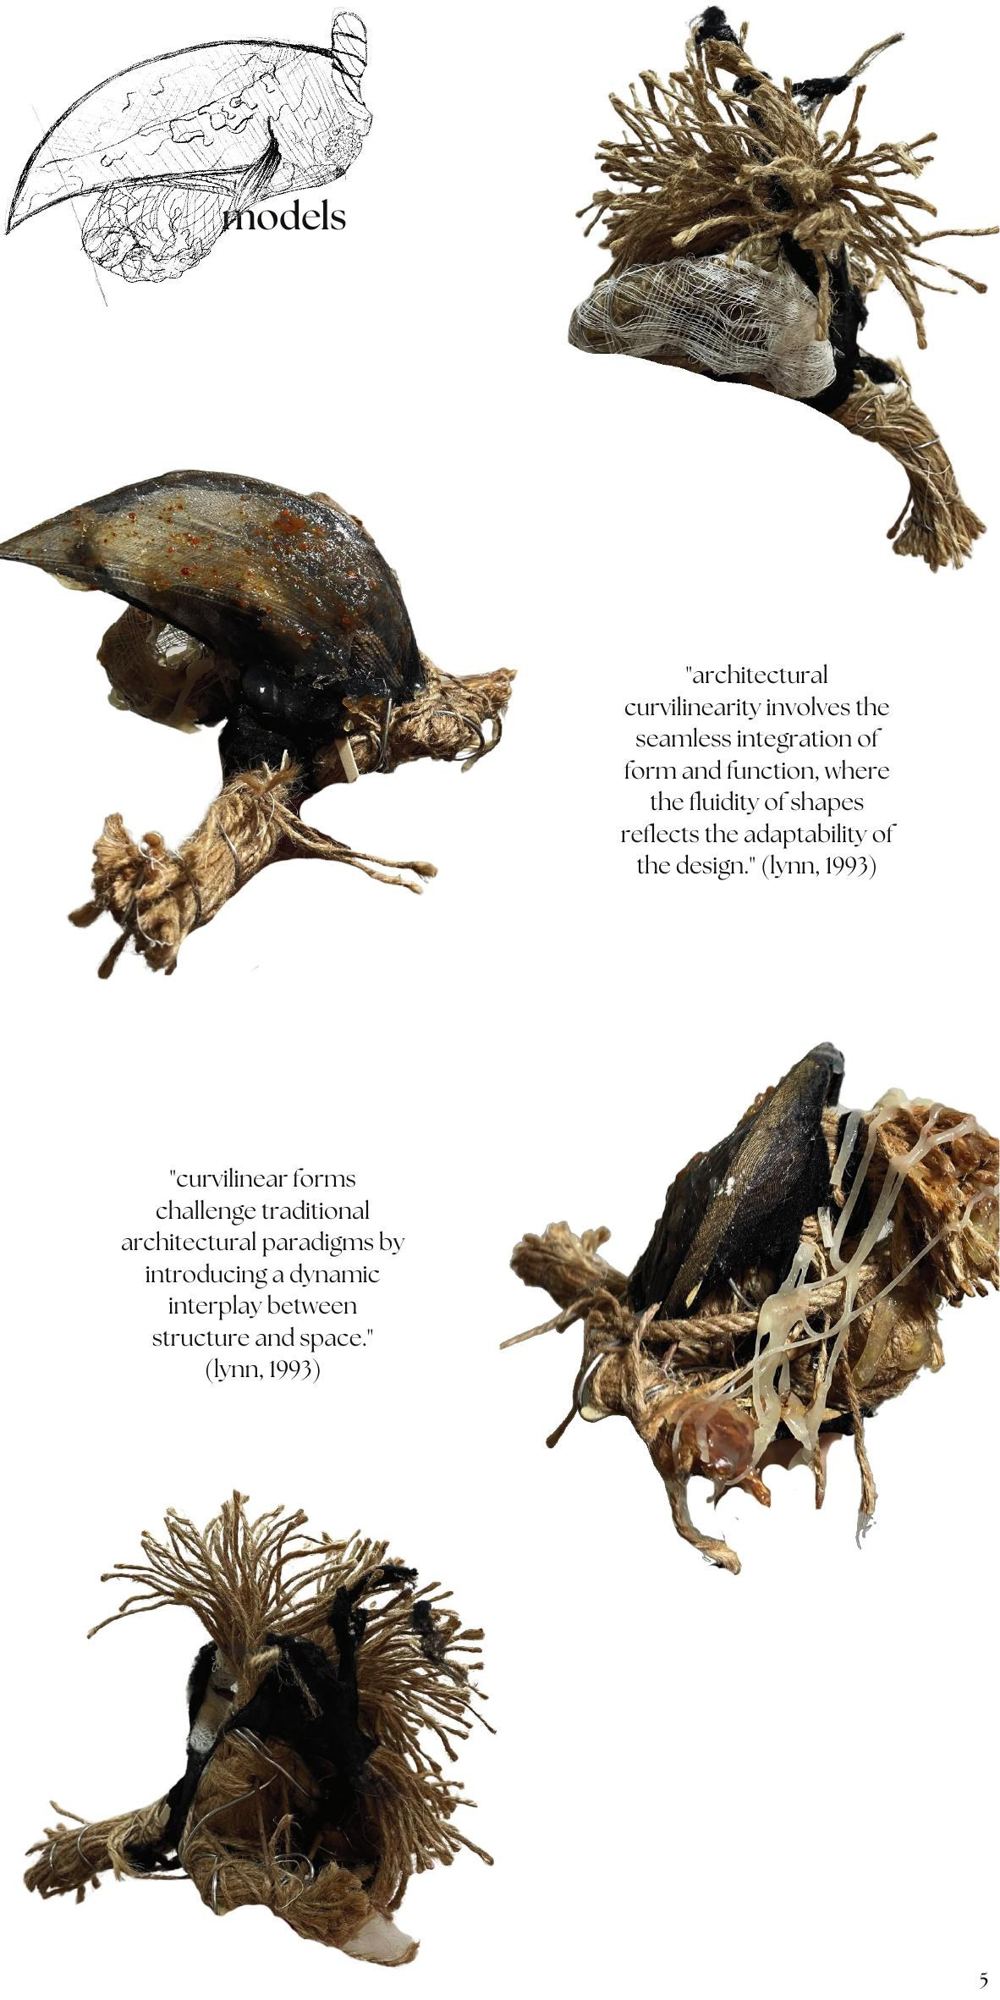 models
"architectural
curvilinearity involves the
seamless integration of
form and function, where
the fluidity of shapes
reflects the adaptability of
the design." (lynn, 1993)
"curvilinear forms
challenge traditional
architectural paradigms by
introducing a dynamic
interplay between
structure and space."
(lynn, 1993)
5